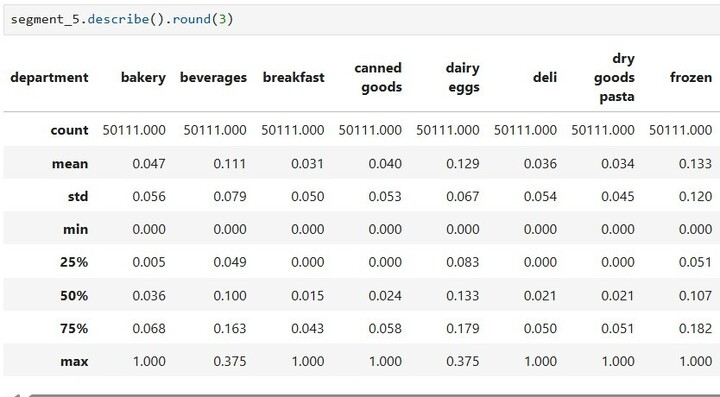 segment_5.describe().round(3)
department bakery beverages breakfast canned goods dairy eggs deli dry goods pasta frozen
count 50111.000 50111.000 50111.000 50111.000 50111.000 50111.000 50111.000 50111.000
mean 0.047 0.111 0.031 0.040 0.129 0.036 0.034 0.133
std 0.056 0.079 0.050 0.053 0.067 0.054 0.045 0.120
min 0.000 0.000 0.000 0.000 0.000 0.000 0.000 0.000
25% 0.005 0.049 0.000 0.000 0.083 0.000 0.000 0.051
50% 0.036 0.100 0.015 0.024 0.133 0.021 0.021 0.107
75% 0.068 0.163 0.043 0.058 0.179 0.050 0.051 0.182
max 1.000 0.375 1.000 1.000 0.375 1.000 1.000 1.000